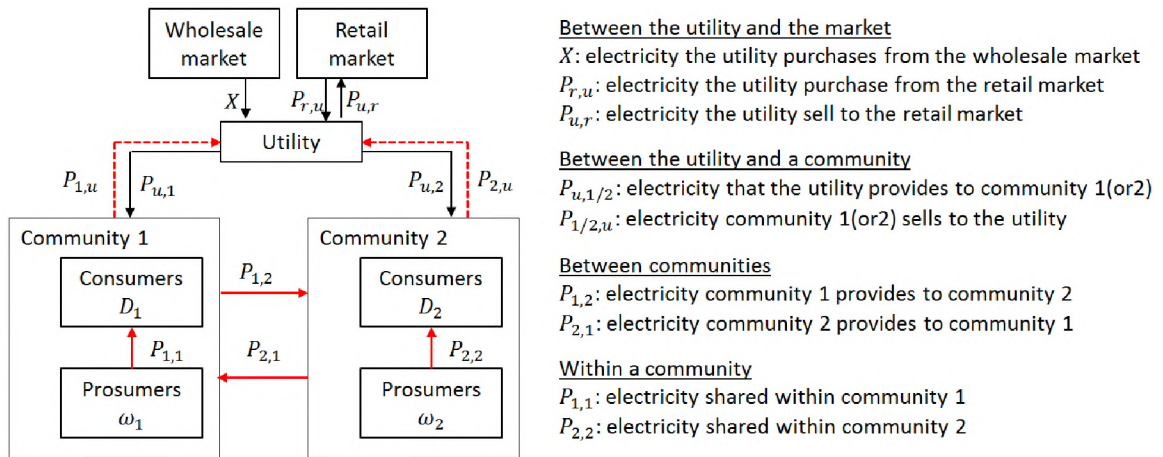 Wholesale
market
Retail
market
X
P_{r,u}
P_{u,r}
Utility
P_{1,u}
P_{u,1}
P_{u,2}
P_{2,u}
Community 1
Consumers
D_1
P_{1,1}
Prosumers
ω_1
P_{1,2}
P_{2,1}
Community 2
Consumers
D_2
P_{2,2}
Prosumers
ω_2
Between the utility and the market
X: electricity the utility purchases from the wholesale market
P_{r,u}: electricity the utility purchase from the retail market
P_{u,r}: electricity the utility sell to the retail market
Between the utility and a community
P_{u,1/2}: electricity that the utility provides to community 1(or2)
P_{1/2,u}: electricity community 1(or2) sells to the utility
Between communities
P_{1,2}: electricity community 1 provides to community 2
P_{2,1}: electricity community 2 provides to community 1
Within a community
P_{1,1}: electricity shared within community 1
P_{2,2}: electricity shared within community 2